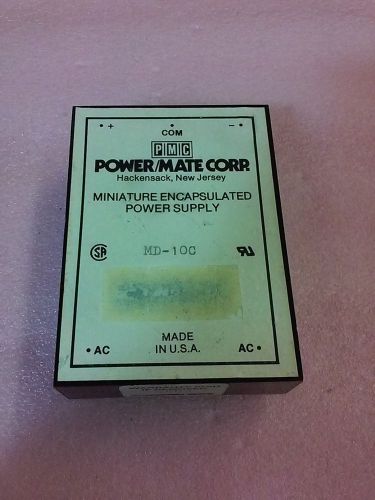 + COM -
PMC
POWER/MATE CORP.
Hackensack, New Jersey
MINIATURE ENCAPSULATED
POWER SUPPLY
MD-10C
MADE
IN U.S.A.
AC AC